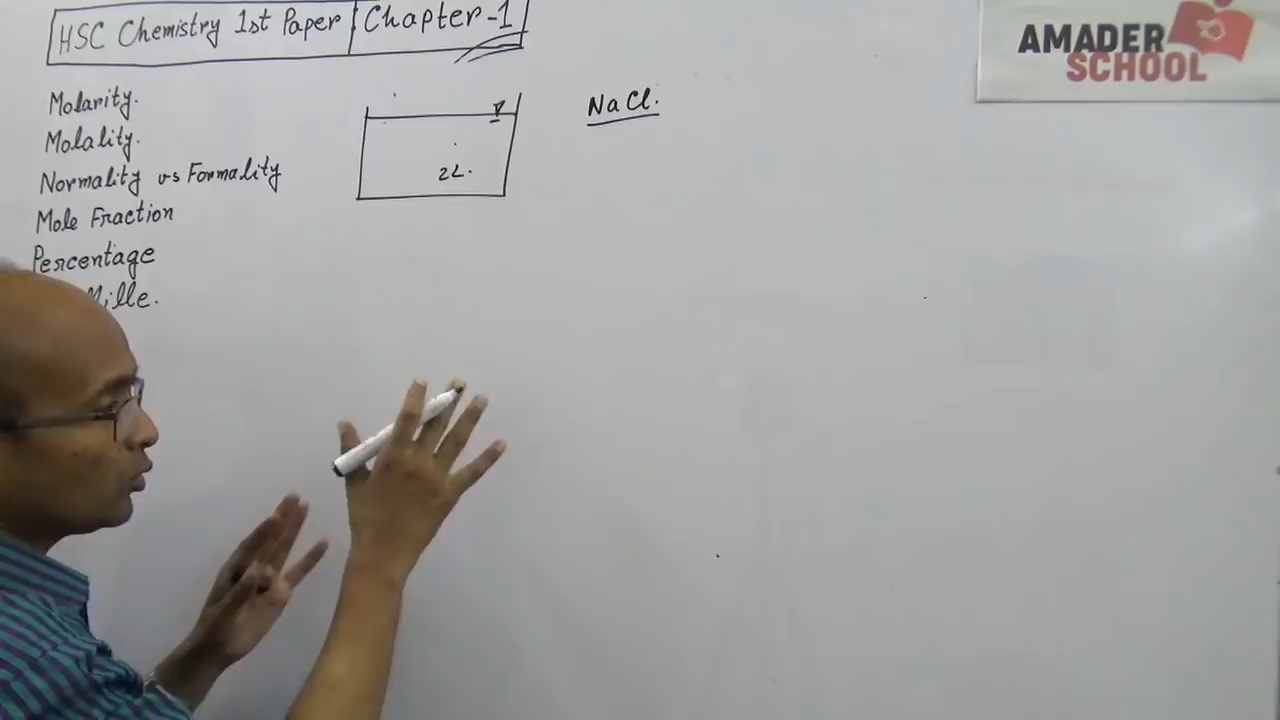 HSC Chemistry 1st Paper Chapter-1
Molarity.
Molality.
Normality vs Formality
Mole Fraction
Percentage
Mille.
2L.
NaCl.
AMADER
SCHOOL